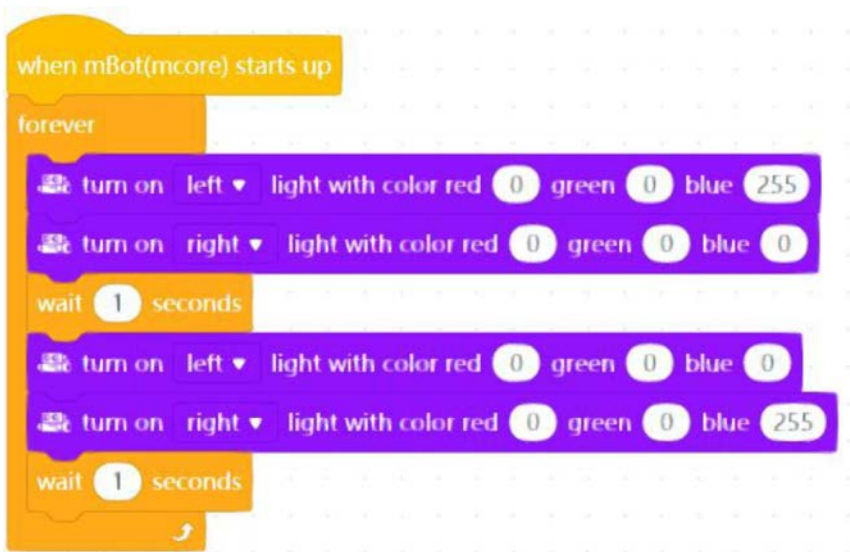 when mBot(mcore) starts up
forever
turn on left light with color red 0 green 0 blue 255
turn on right light with color red 0 green 0 blue 0
wait 1 seconds
turn on left light with color red 0 green 0 blue 0
turn on right light with color red 0 green 0 blue 255
wait 1 seconds